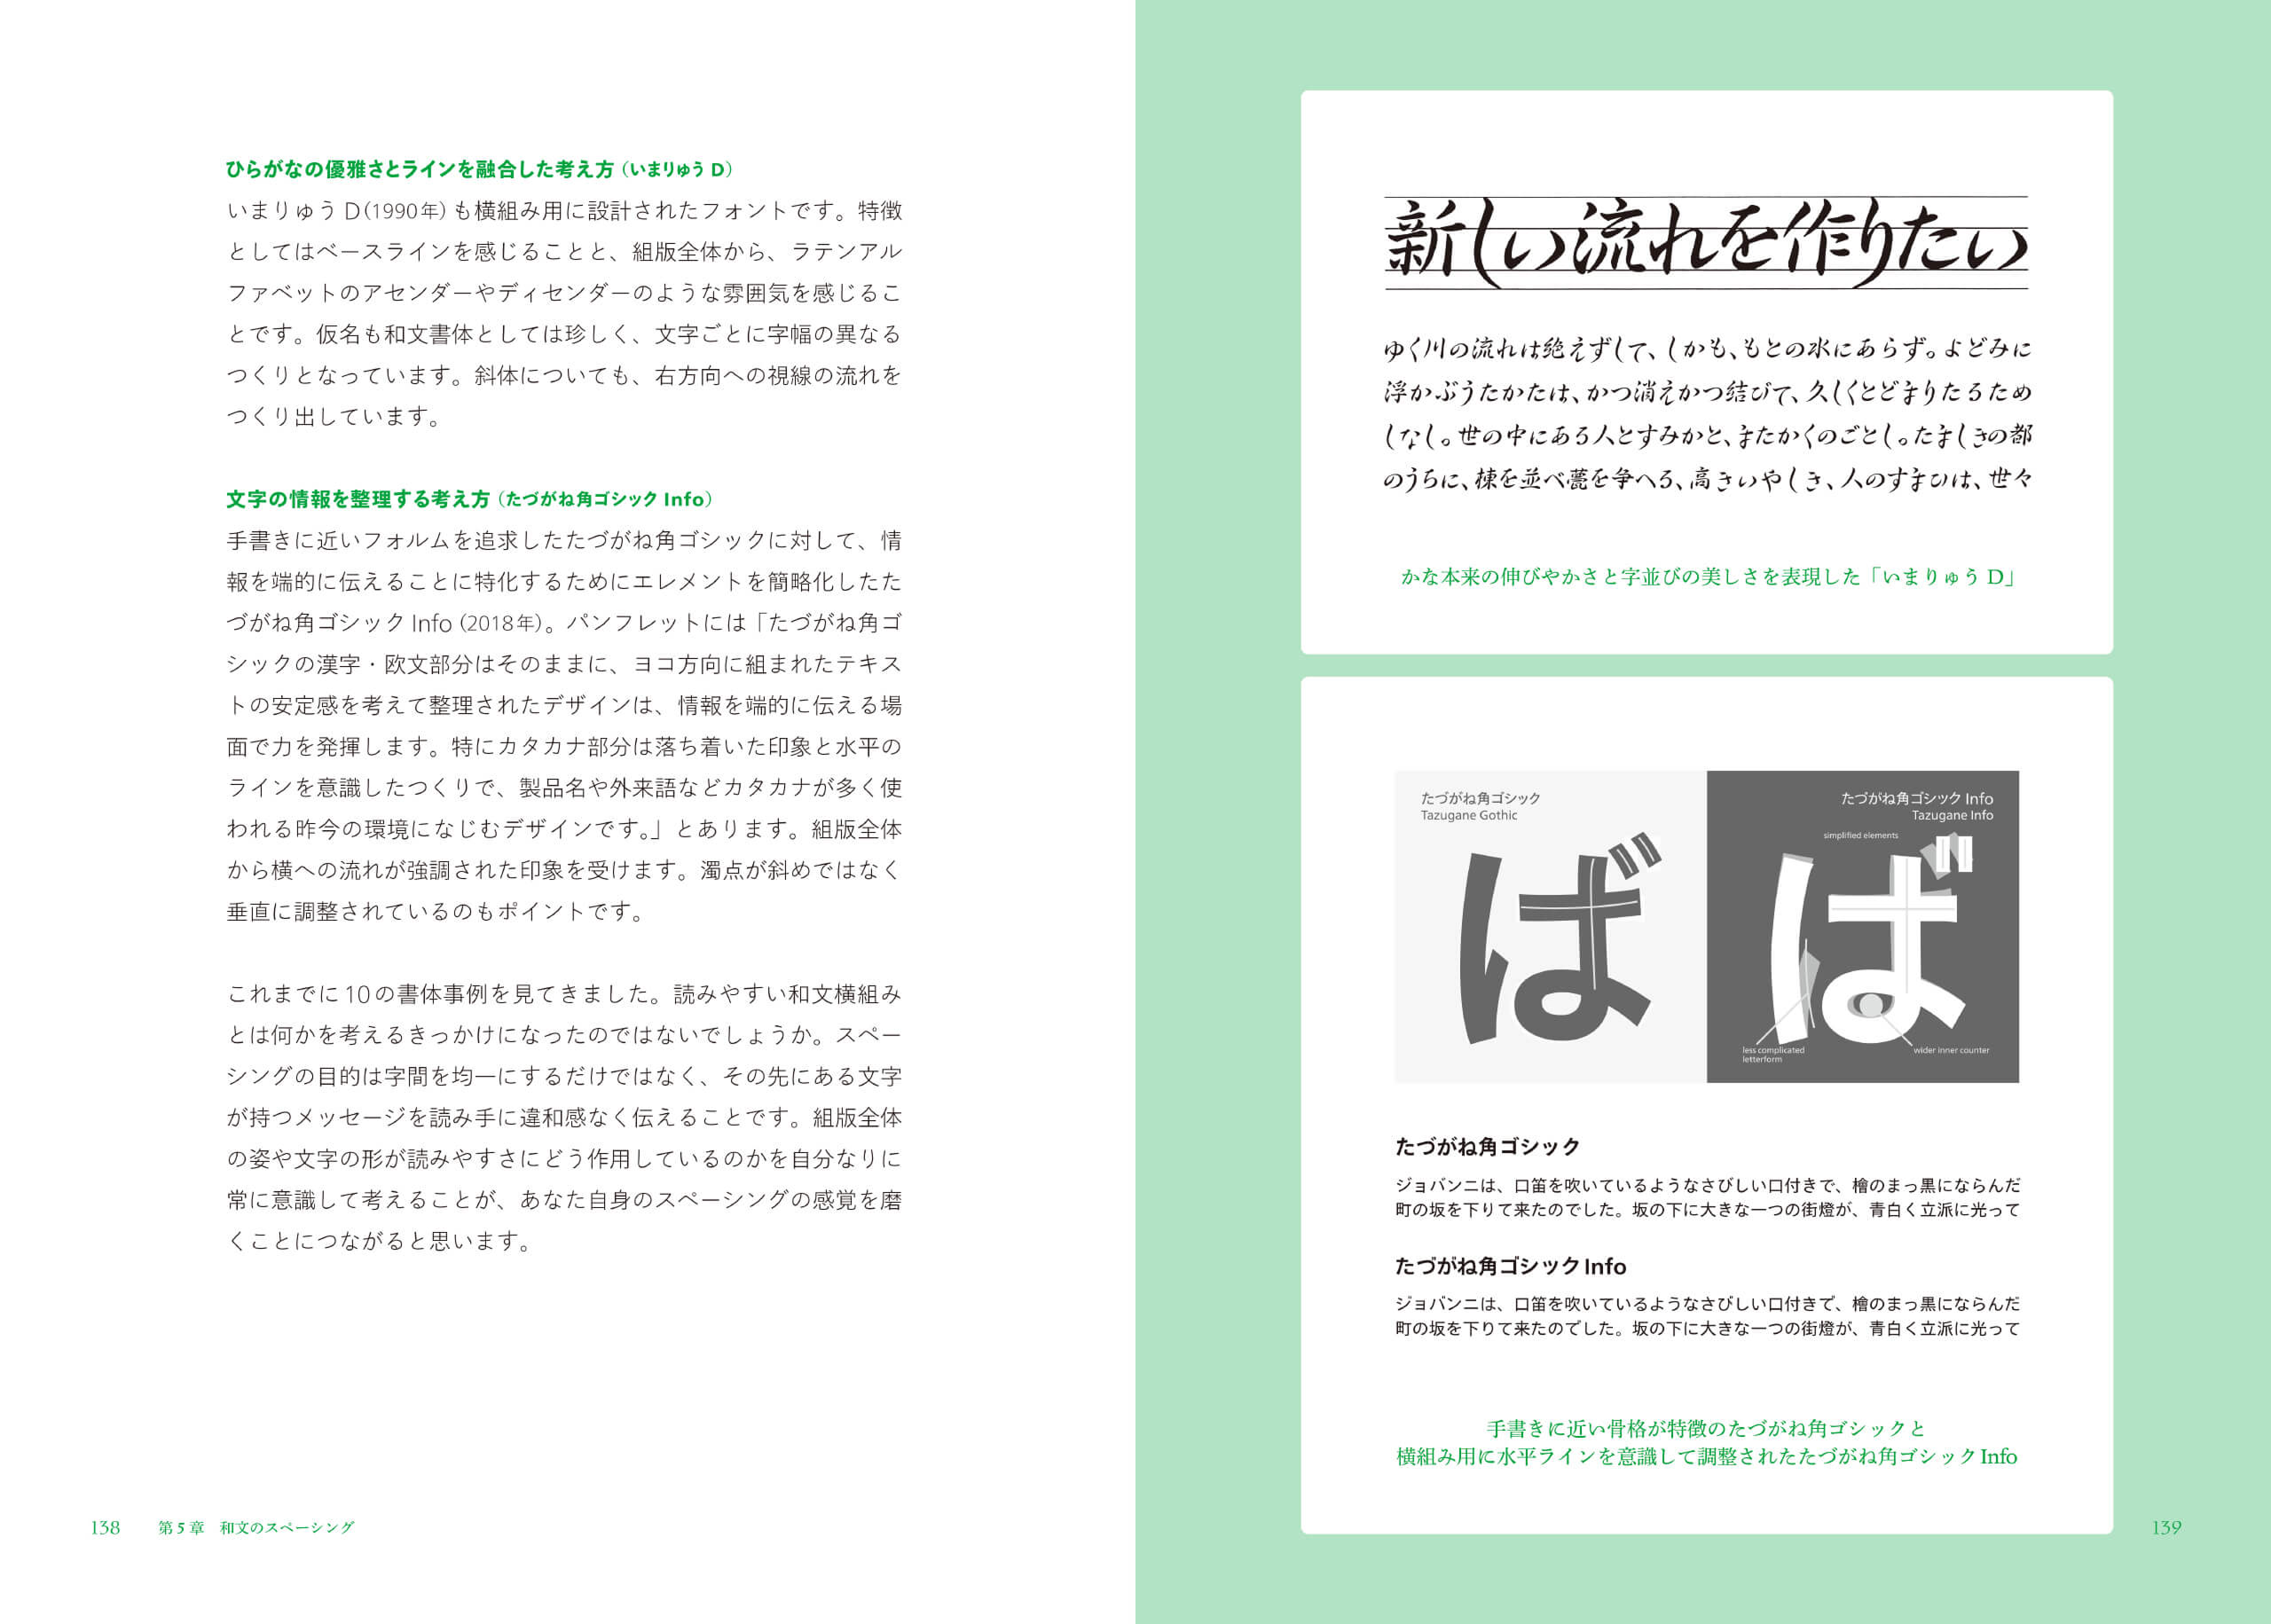 ひらがなの優雅さとラインを融合した考え方（いまりゅう D）
いまりゅう D（1990年）も横組み用に設計されたフォントです。特徴
としてはベースラインを感じることと、組版全体から、ラテンアル
ファベットのアセンダーやディセンダーのような雰囲気を感じるこ
とです。仮名も和文書体としては珍しく、文字ごとに字幅の異なる
つくりとなっています。斜体についても、右方向への視線の流れを
つくり出しています。
文字の情報を整理する考え方（たづがね角ゴシック Info）
手書きに近いフォルムを追求したたづがね角ゴシックに対して、情
報を端的に伝えることに特化するためにエレメントを簡略化したた
づがね角ゴシック Info（2018年）。パンフレットには「たづがね角ゴ
シックの漢字・欧文部分はそのままに、ヨコ方向に組まれたテキス
トの安定感を考えて整理されたデザインは、情報を端的に伝える場
面で力を発揮します。特にカタカナ部分は落ち着いた印象と水平の
ラインを意識したつくりで、製品名や外来語などカタカナが多く使
われる昨今の環境になじむデザインです。」とあります。組版全体
から横への流れが強調された印象を受けます。濁点が斜めではなく
垂直に調整されているのもポイントです。
これまでに10の書体事例を見てきました。読みやすい和文横組み
とは何かを考えるきっかけになったのではないでしょうか。スペー
シングの目的は字間を均一にするだけではなく、その先にある文字
が持つメッセージを読み手に違和感なく伝えることです。組版全体
の姿や文字の形が読みやすさにどう作用しているのかを自分なりに
常に意識して考えることが、あなた自身のスペーシングの感覚を磨
くことにつながると思います。
138 第5章 和文のスペーシング
新しい流れを作りたい
ゆく川の流れは絶えずして、しかも、もとの水にあらず。よどみに
浮かぶうたかたは、かつ消えかつ結びて、久しくとどまりたるため
しなし。世の中にある人とすみかと、またかくのごとし。たましきの都
のうちに、棟を並べ甍を争へる、高きいやしき、人のすまひは、世々
かな本来の伸びやかさと字並びの美しさを表現した「いまりゅう D」
たづがね角ゴシック
Tazugane Gothic
ば
たづがね角ゴシック Info
Tazugane Info
simplified elements
ば
less complicated
letterform
wider inner counter
たづがね角ゴシック
ジョバンニは、口笛を吹いているようなさびしい口付きで、檜のまっ黒にならんだ
町の坂を下りて来たのでした。坂の下に大きな一つの街燈が、青白く立派に光って
たづがね角ゴシック Info
ジョバンニは、口笛を吹いているようなさびしい口付きで、檜のまっ黒にならんだ
町の坂を下りて来たのでした。坂の下に大きな一つの街燈が、青白く立派に光って
手書きに近い骨格が特徴のたづがね角ゴシックと
横組み用に水平ラインを意識して調整されたたづがね角ゴシック Info
139